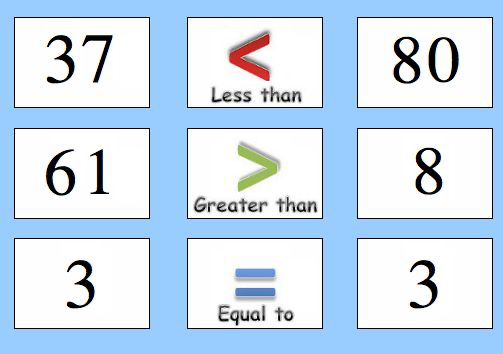 37 < 80
Less than
61 > 8
Greater than
3 = 3
Equal to